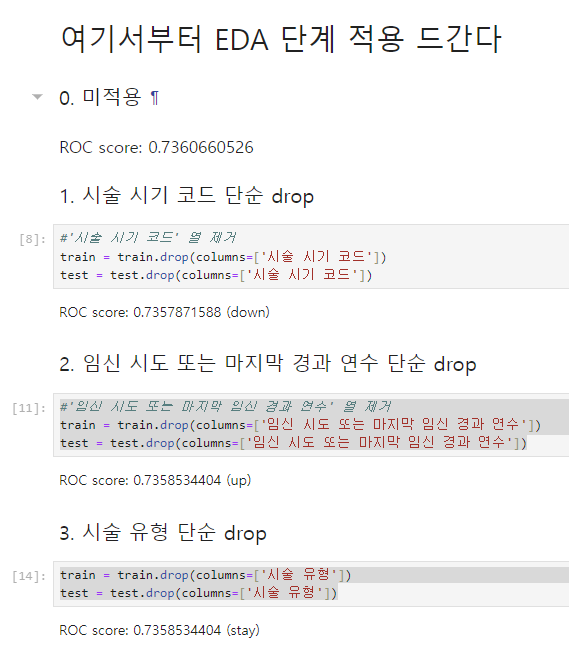 여기서부터 EDA 단계 적용 드간다
0. 미적용 ¶
ROC score: 0.7360660526
1. 시술 시기 코드 단순 drop
[8]: #'시술 시기 코드' 열 제거
train = train.drop(columns=['시술 시기 코드'])
test = test.drop(columns=['시술 시기 코드'])
ROC score: 0.7357871588 (down)
2. 임신 시도 또는 마지막 경과 연수 단순 drop
[11]: #'임신 시도 또는 마지막 임신 경과 연수' 열 제거
train = train.drop(columns=['임신 시도 또는 마지막 임신 경과 연수'])
test = test.drop(columns=['임신 시도 또는 마지막 임신 경과 연수'])
ROC score: 0.7358534404 (up)
3. 시술 유형 단순 drop
[14]: train = train.drop(columns=['시술 유형'])
test = test.drop(columns=['시술 유형'])
ROC score: 0.7358534404 (stay)